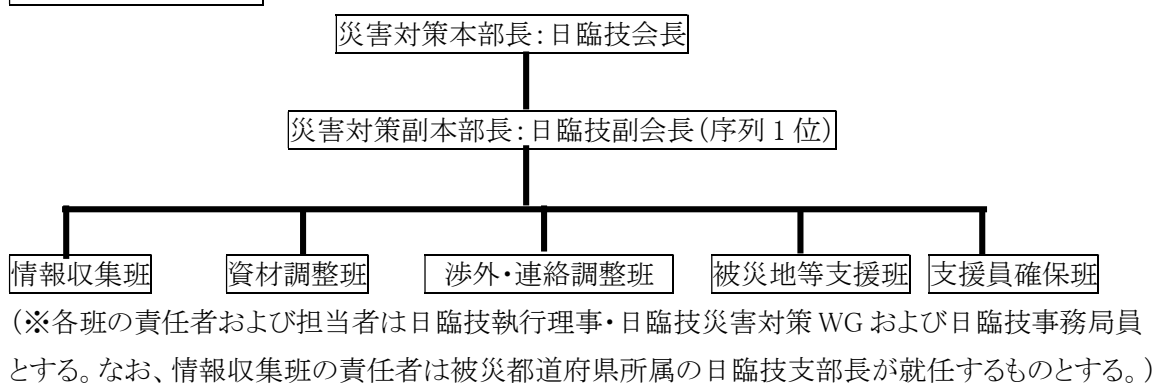 災害対策本部長:日臨技会長
災害対策副本部長:日臨技副会長(序列1位)
情報収集班 資材調整班 渉外・連絡調整班 被災地等支援班 支援員確保班
(※各班の責任者および担当者は日臨技執行理事・日臨技災害対策 WG および日臨技事務局員
とする。なお、情報収集班の責任者は被災都道府県所属の日臨技支部長が就任するものとする。)